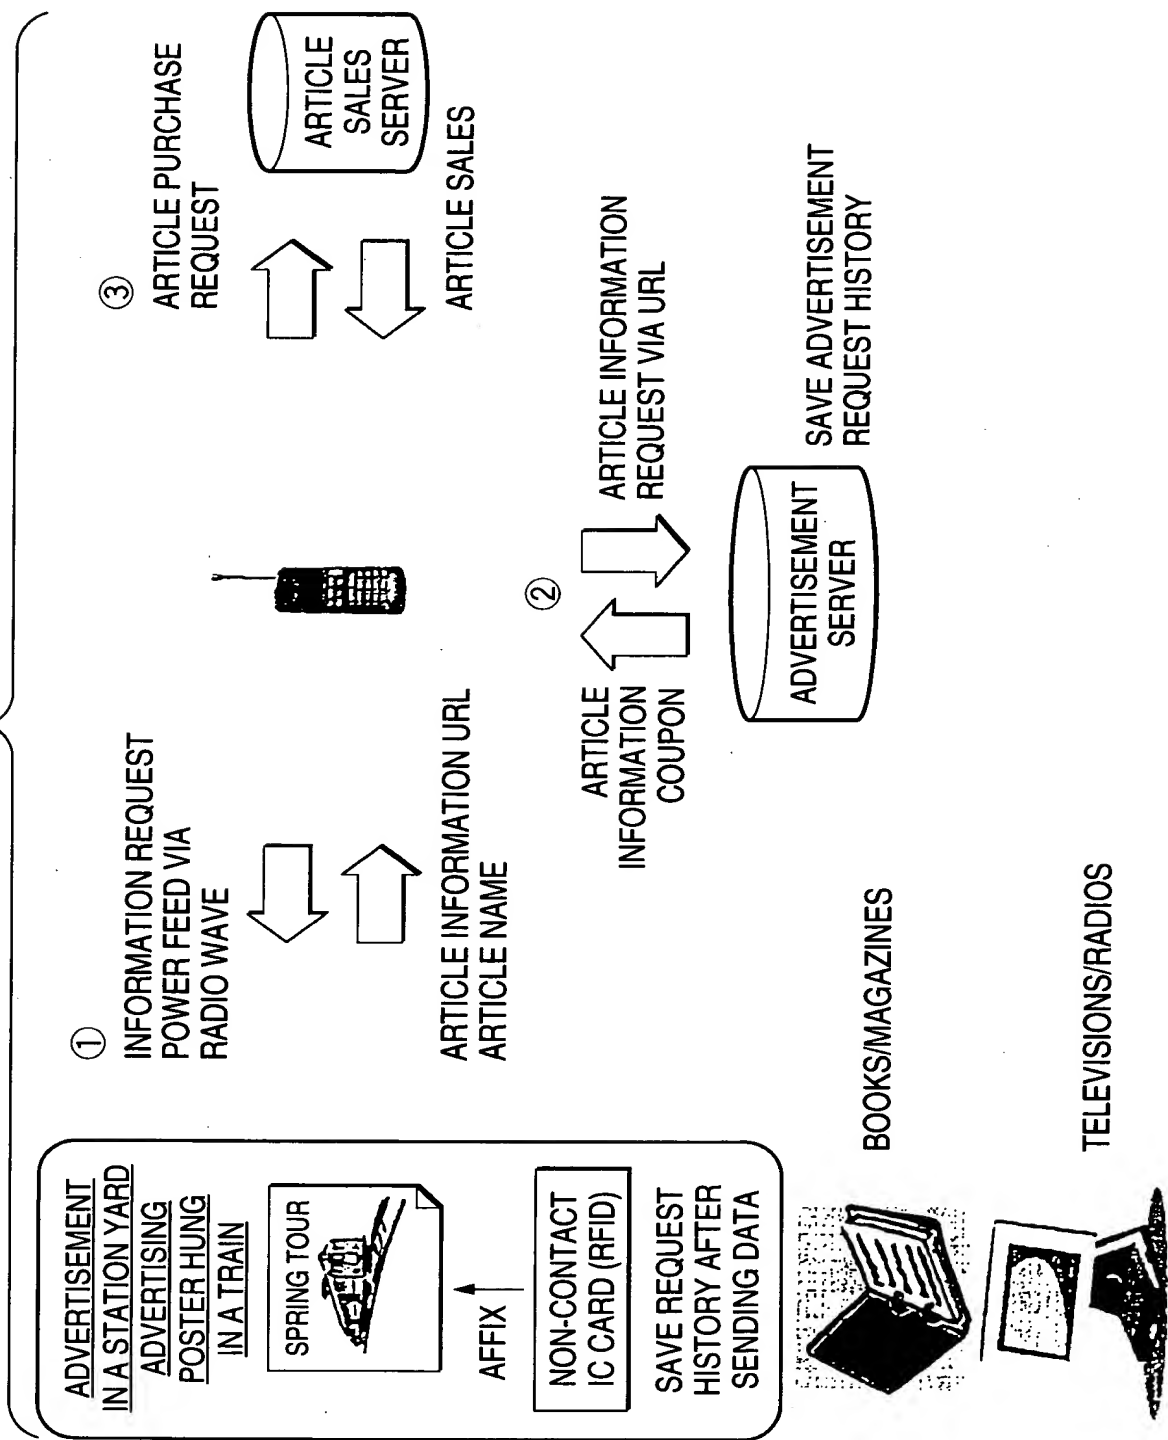 ADVERTISEMENT
IN A STATION YARD
ADVERTISING
POSTER HUNG
IN A TRAIN
SPRING TOUR
AFFIX
NON-CONTACT
IC CARD (RFID)
SAVE REQUEST
HISTORY AFTER
SENDING DATA
BOOKS/MAGAZINES
TELEVISIONS/RADIOS
①
INFORMATION REQUEST
POWER FEED VIA
RADIO WAVE
ARTICLE INFORMATION URL
ARTICLE NAME
②
ARTICLE
INFORMATION
COUPON
ARTICLE INFORMATION
REQUEST VIA URL
ADVERTISEMENT
SERVER
SAVE ADVERTISEMENT
REQUEST HISTORY
③
ARTICLE PURCHASE
REQUEST
ARTICLE SALES
ARTICLE
SALES
SERVER